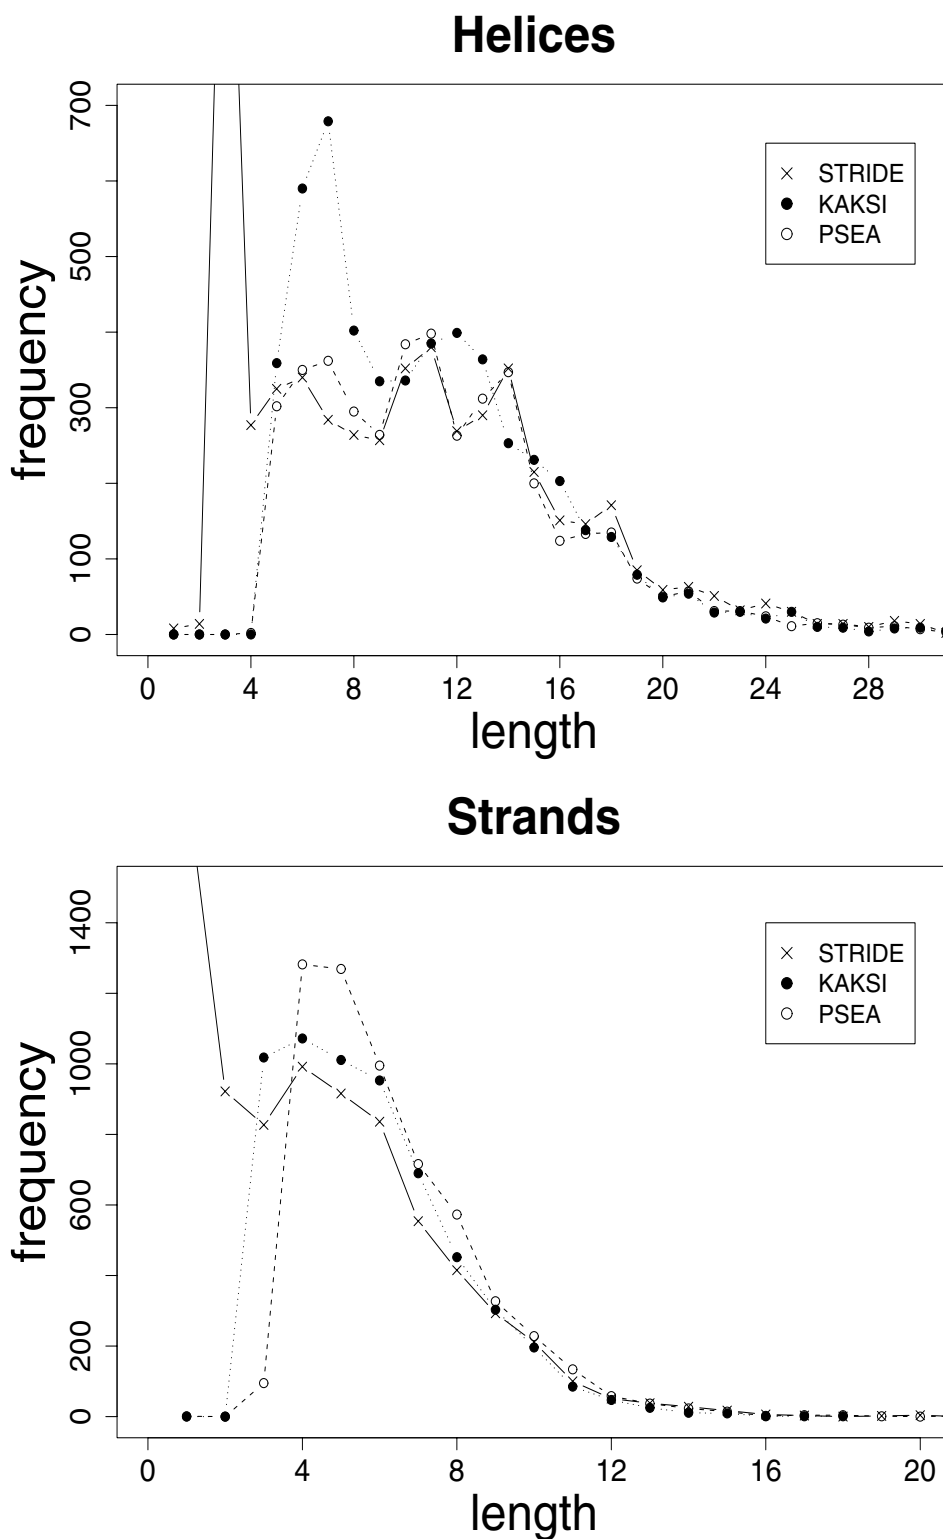 Helices
frequency
700
500
300
100
0
STRIDE
KAKSI
PSEA
0 4 8 12 16 20 24 28
length
Strands
frequency
1400
1000
600
200
0
STRIDE
KAKSI
PSEA
0 4 8 12 16 20
length